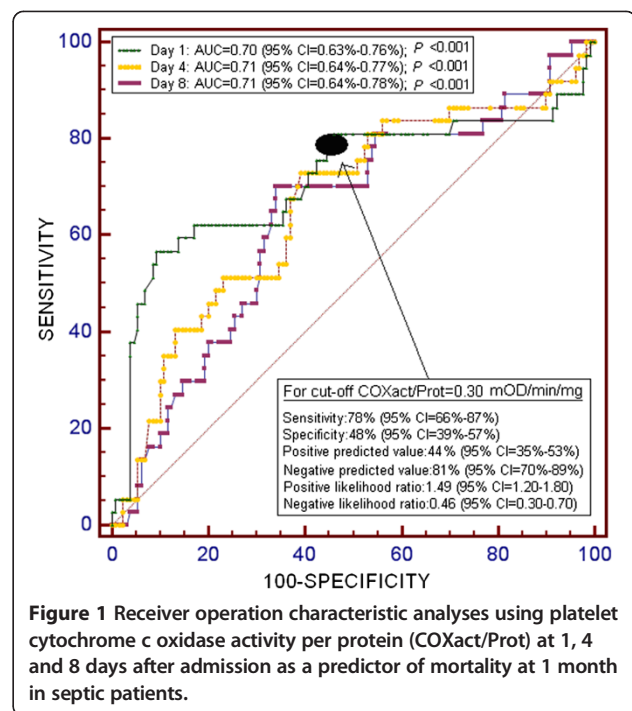 Day 1: AUC=0.70 (95% CI=0.63%-0.76%); P <0.001
Day 4: AUC=0.71 (95% CI=0.64%-0.77%); P <0.001
Day 8: AUC=0.71 (95% CI=0.64%-0.78%); P <0.001
100
80
60
40
20
0
SENSITIVITY
For cut-off COXact/Prot=0.30 mOD/min/mg
Sensitivity:78% (95% CI=66%-87%)
Specificity:48% (95% CI=39%-57%)
Positive predicted value:44% (95% CI=35%-53%)
Negative predicted value:81% (95% CI=70%-89%)
Positive likelihood ratio:1.49 (95% CI=1.20-1.80)
Negative likelihood ratio:0.46 (95% CI=0.30-0.70)
0 20 40 60 80 100
100-SPECIFICITY
Figure 1 Receiver operation characteristic analyses using platelet
cytochrome c oxidase activity per protein (COXact/Prot) at 1, 4
and 8 days after admission as a predictor of mortality at 1 month
in septic patients.